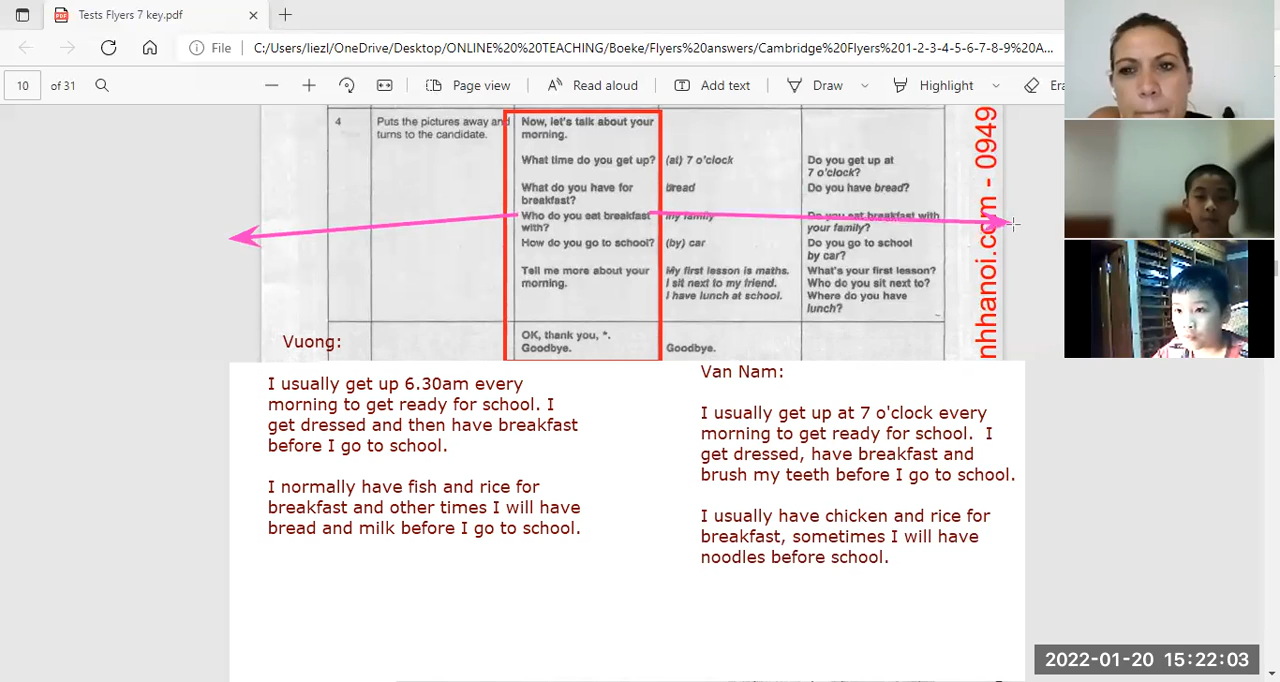 Tests Flyers 7 key.pdf
File
C:/Users/liezl/OneDrive/Desktop/ONLINE%20%20TEACHING/Boeke/Flyers%20answers/Cambridge%20Flyers%201-2-3-4-5-6-7-8-9%20A...
10 of 31
Page view
Read aloud
Add text
Draw
Highlight
Era
4
Puts the pictures away and
turns to the candidate.
Now, let's talk about your
morning.
What time do you get up?
(at) 7 o'clock
Do you get up at
7 o'clock?
What do you have for
breakfast?
bread
Do you have bread?
Who do you eat breakfast
with?
my family
Do you eat breakfast with
your family?
How do you go to school?
(by) car
Do you go to school
by car?
Tell me more about your
morning.
My first lesson is maths.
I sit next to my friend.
I have lunch at school.
What's your first lesson?
Who do you sit next to?
Where do you have
lunch?
OK, thank you, *.
Goodbye.
Goodbye.
nhhanoi.com - 0949
Vuong:
I usually get up 6.30am every
morning to get ready for school. I
get dressed and then have breakfast
before I go to school.
I normally have fish and rice for
breakfast and other times I will have
bread and milk before I go to school.
Van Nam:
I usually get up at 7 o'clock every
morning to get ready for school.  I
get dressed, have breakfast and
brush my teeth before I go to school.
I usually have chicken and rice for
breakfast, sometimes I will have
noodles before school.
2022-01-20 15:22:03